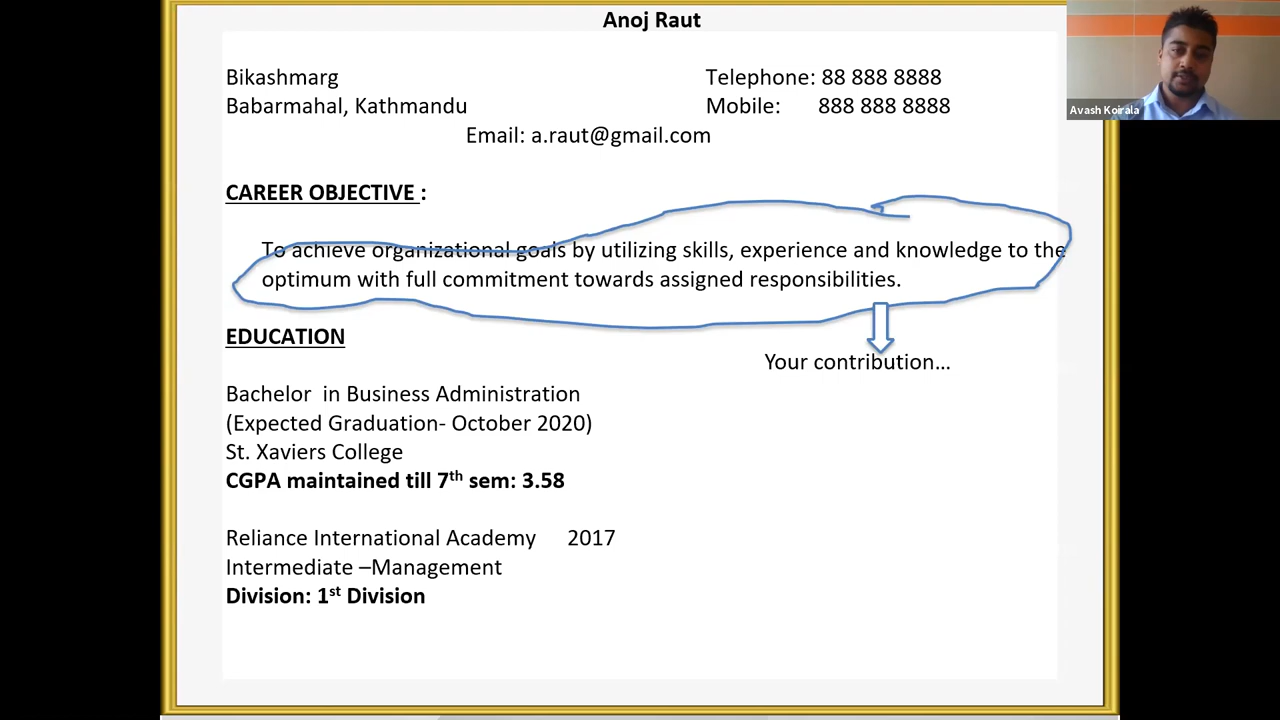 Anoj Raut
Avash Koirala
Bikashmarg Telephone: 88 888 8888
Babarmahal, Kathmandu Mobile: 888 888 8888
Email: a.raut@gmail.com
CAREER OBJECTIVE :
To achieve organizational goals by utilizing skills, experience and knowledge to the
optimum with full commitment towards assigned responsibilities.
EDUCATION
Your contribution...
Bachelor in Business Administration
(Expected Graduation- October 2020)
St. Xaviers College
CGPA maintained till 7th sem: 3.58
Reliance International Academy 2017
Intermediate –Management
Division: 1st Division